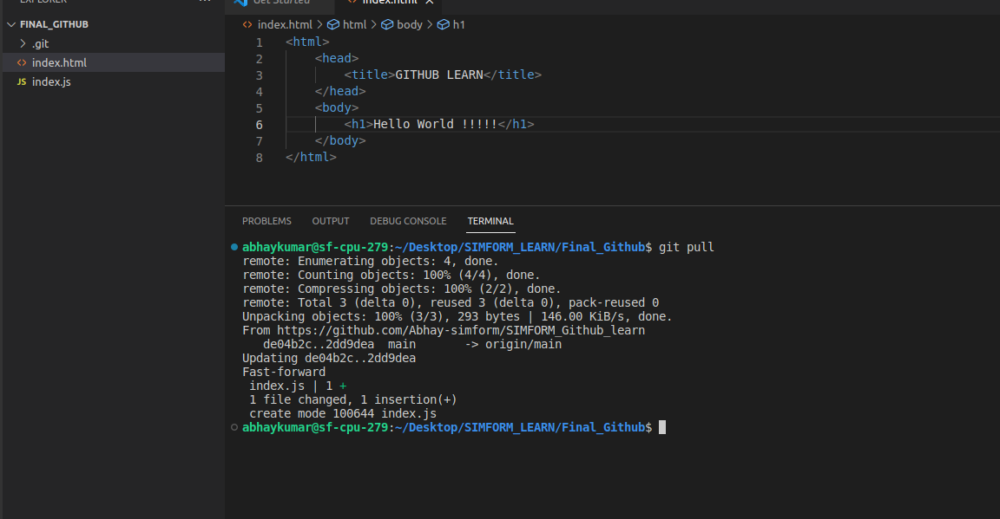 EXPLORER
...
FINAL_GITHUB
.git
index.html
JS index.js
Get Started
index.html
index.html > html > body > h1
1 <html>
2 <head>
3 <title>GITHUB LEARN</title>
4 </head>
5 <body>
6 <h1>Hello World !!!!!</h1>
7 </body>
8 </html>
PROBLEMS OUTPUT DEBUG CONSOLE TERMINAL
abhaykumar@sf-cpu-279:~/Desktop/SIMFORM_LEARN/Final_Github$ git pull
remote: Enumerating objects: 4, done.
remote: Counting objects: 100% (4/4), done.
remote: Compressing objects: 100% (2/2), done.
remote: Total 3 (delta 0), reused 3 (delta 0), pack-reused 0
Unpacking objects: 100% (3/3), 293 bytes | 146.00 KiB/s, done.
From https://github.com/Abhay-simform/SIMFORM_Github_learn
de04b2c..2dd9dea main -> origin/main
Updating de04b2c..2dd9dea
Fast-forward
index.js | 1 +
1 file changed, 1 insertion(+)
create mode 100644 index.js
abhaykumar@sf-cpu-279:~/Desktop/SIMFORM_LEARN/Final_Github$